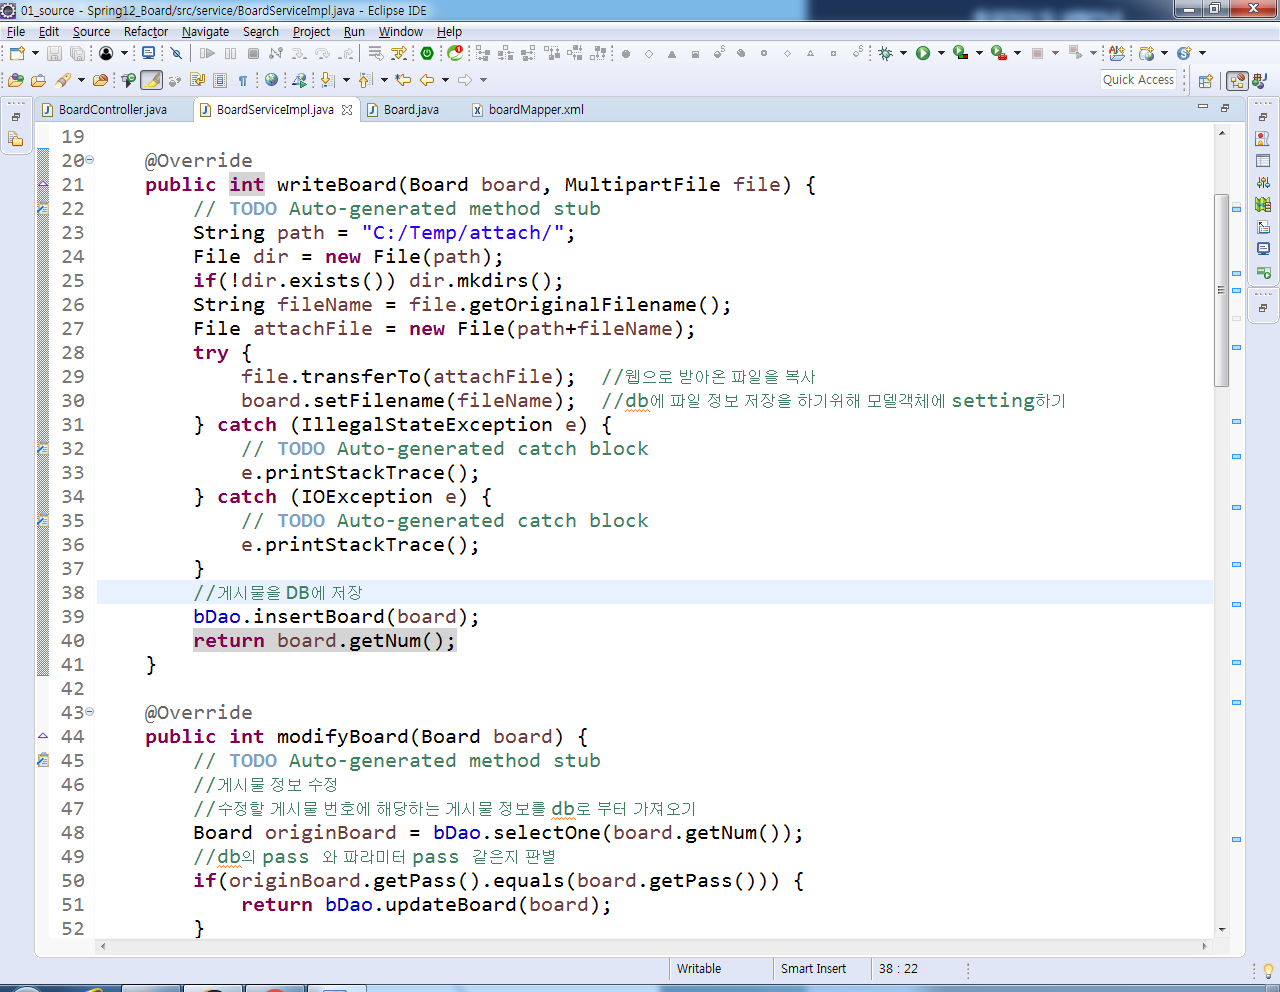 01_source - Spring12_Board/src/service/BoardServiceImpl.java - Eclipse IDE
File Edit Source Refactor Navigate Search Project Run Window Help
Quick Access
BoardController.java BoardServiceImpl.java Board.java boardMapper.xml
19
20 @Override
21 public int writeBoard(Board board, MultipartFile file) {
22 // TODO Auto-generated method stub
23 String path = "C:/Temp/attach/";
24 File dir = new File(path);
25 if(!dir.exists()) dir.mkdirs();
26 String fileName = file.getOriginalFilename();
27 File attachFile = new File(path+fileName);
28 try {
29 file.transferTo(attachFile); //웹으로 받아온 파일을 복사
30 board.setFilename(fileName); //db에 파일 정보 저장을 하기위해 모델객체에 setting하기
31 } catch (IllegalStateException e) {
32 // TODO Auto-generated catch block
33 e.printStackTrace();
34 } catch (IOException e) {
35 // TODO Auto-generated catch block
36 e.printStackTrace();
37 }
38 //게시물을 DB에 저장
39 bDao.insertBoard(board);
40 return board.getNum();
41 }
42
43 @Override
44 public int modifyBoard(Board board) {
45 // TODO Auto-generated method stub
46 //게시물 정보 수정
47 //수정할 게시물 번호에 해당하는 게시물 정보를 db로 부터 가져오기
48 Board originBoard = bDao.selectOne(board.getNum());
49 //db의 pass 와 파라미터 pass 같은지 판별
50 if(originBoard.getPass().equals(board.getPass())) {
51 return bDao.updateBoard(board);
52 }
Writable Smart Insert 38 : 22